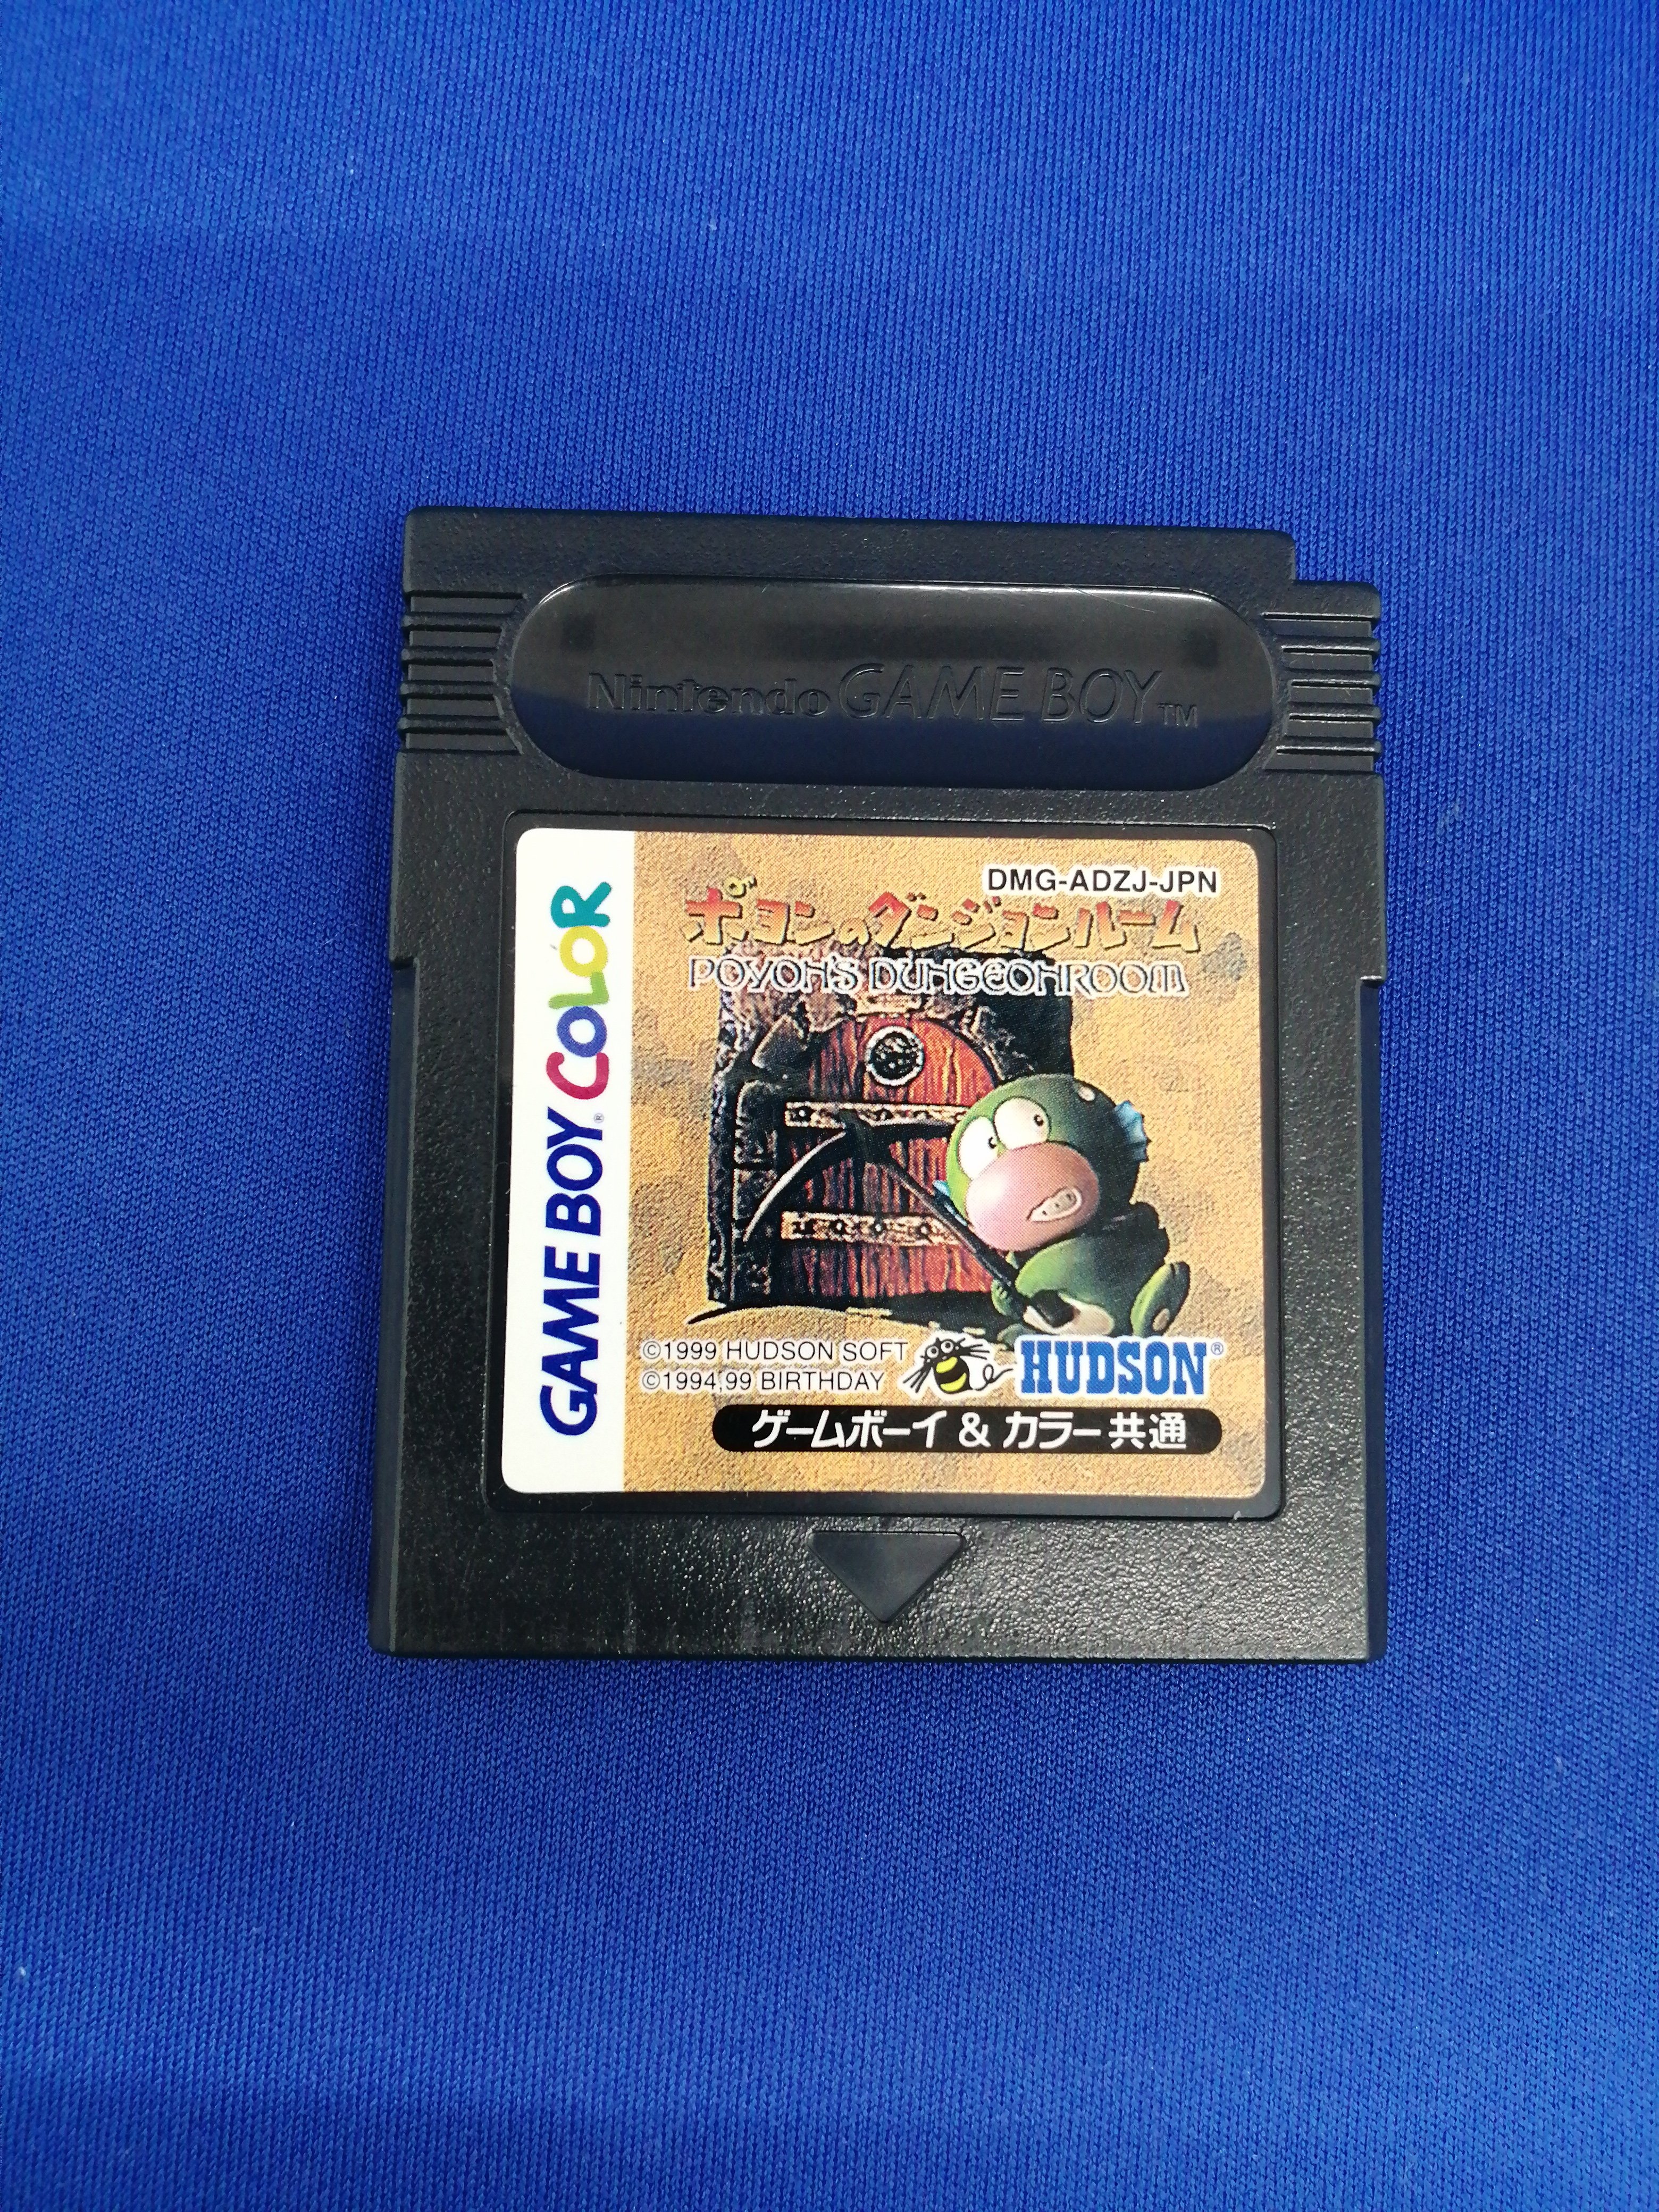 Nintendo GAME BOY™
GAME BOY® COLOR
DMG-ADZJ-JPN
ポヨンのダンジョンルーム
POYON'S DUNGEONROOM
©1999 HUDSON SOFT
©1994,99 BIRTHDAY
HUDSON®
ゲームボーイ & カラー共通